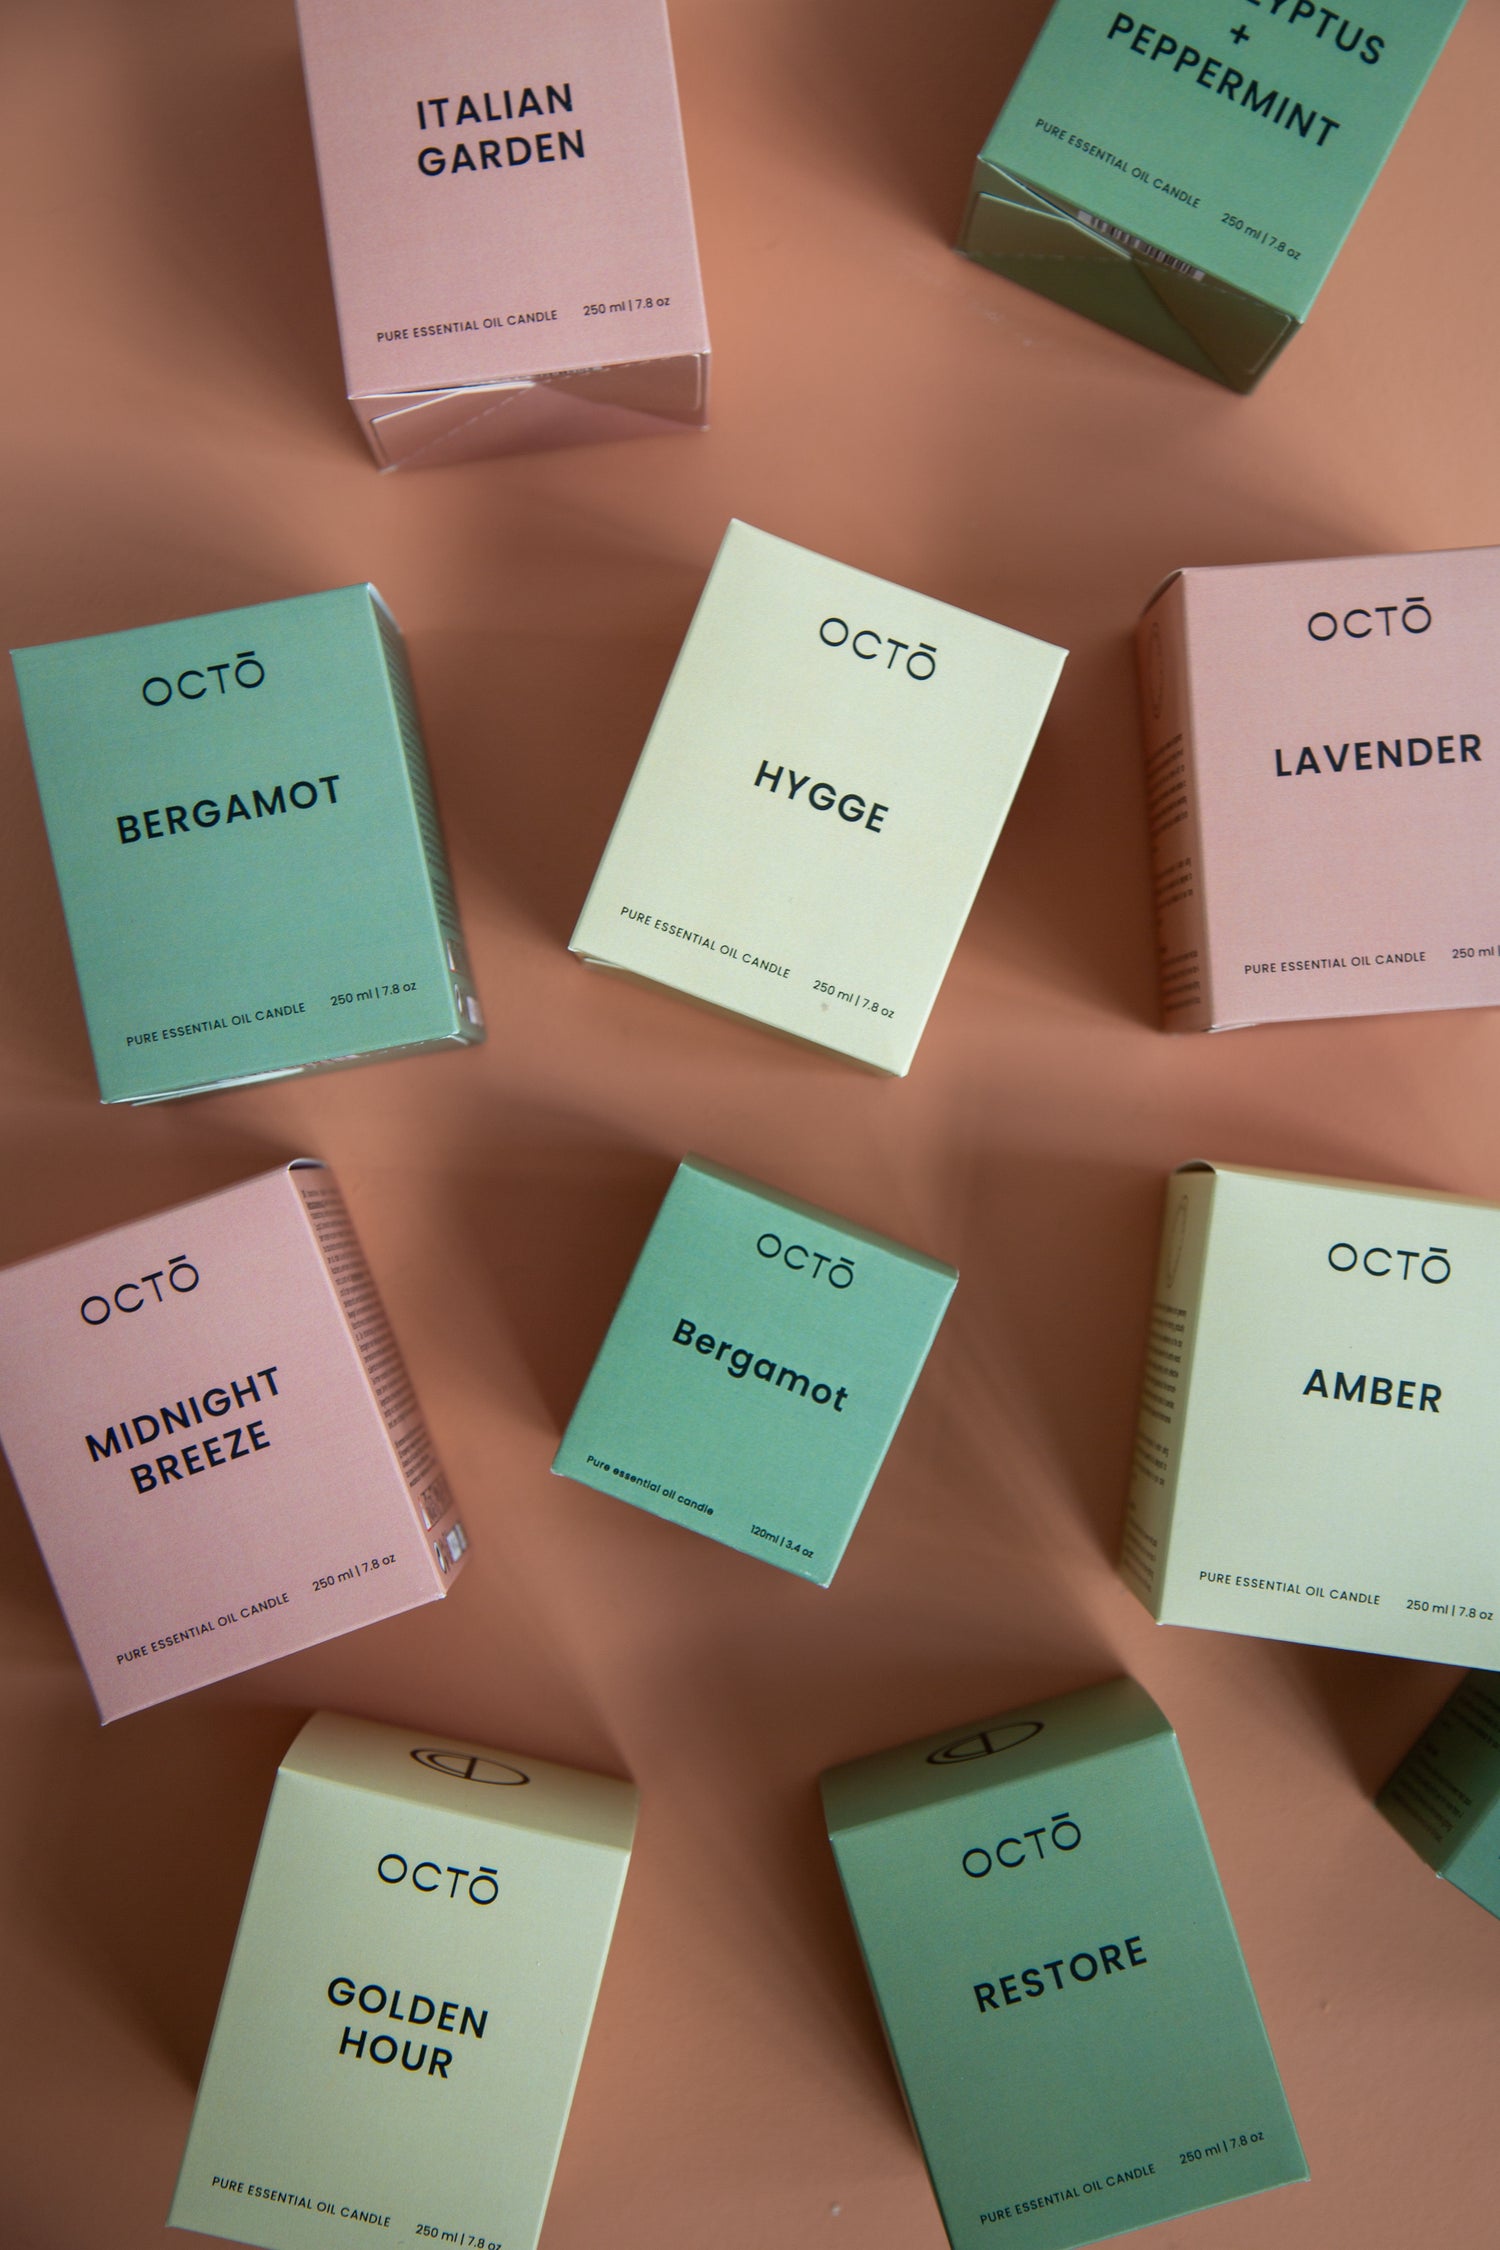 ITALIAN
GARDEN
PURE ESSENTIAL OIL CANDLE 250 ml | 7.8 oz
+
PEPPERMINT
PURE ESSENTIAL OIL CANDLE 250 ml | 7.8 oz
OCTŌ
BERGAMOT
PURE ESSENTIAL OIL CANDLE 250 ml | 7.8 oz
OCTŌ
HYGGE
PURE ESSENTIAL OIL CANDLE 250 ml | 7.8 oz
OCTŌ
LAVENDER
PURE ESSENTIAL OIL CANDLE 250 ml |
OCTŌ
MIDNIGHT
BREEZE
PURE ESSENTIAL OIL CANDLE 250 ml | 7.8 oz
OCTŌ
Bergamot
Pure essential oil candle 120ml | 3.4 oz
OCTŌ
AMBER
PURE ESSENTIAL OIL CANDLE 250 ml | 7.8 oz
OCTŌ
GOLDEN
HOUR
PURE ESSENTIAL OIL CANDLE 250 ml | 7.8 oz
OCTŌ
RESTORE
PURE ESSENTIAL OIL CANDLE 250 ml | 7.8 oz